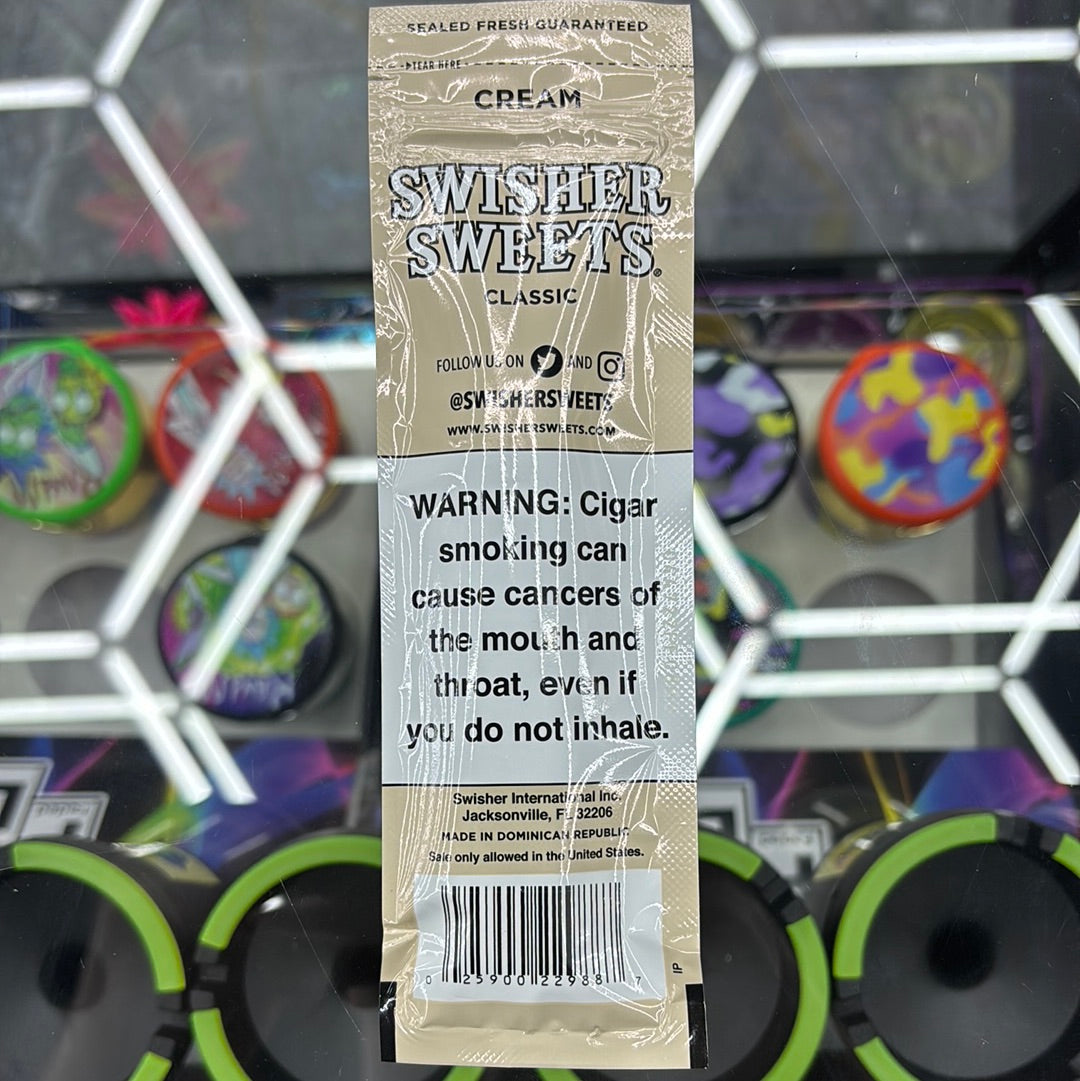 SEALED FRESH GUARANTEED
TEAR HERE
CREAM
SWISHER
SWEETS®
CLASSIC
FOLLOW US ON AND
@SWISHERSWEETS
WWW.SWISHERSWEETS.COM
WARNING: Cigar
smoking can
cause cancers of
the mouth and
throat, even if
you do not inhale.
Swisher International Inc.
Jacksonville, FL 32206
MADE IN DOMINICAN REPUBLIC
Sale only allowed in the United States.
0 25900 22988 7
IP